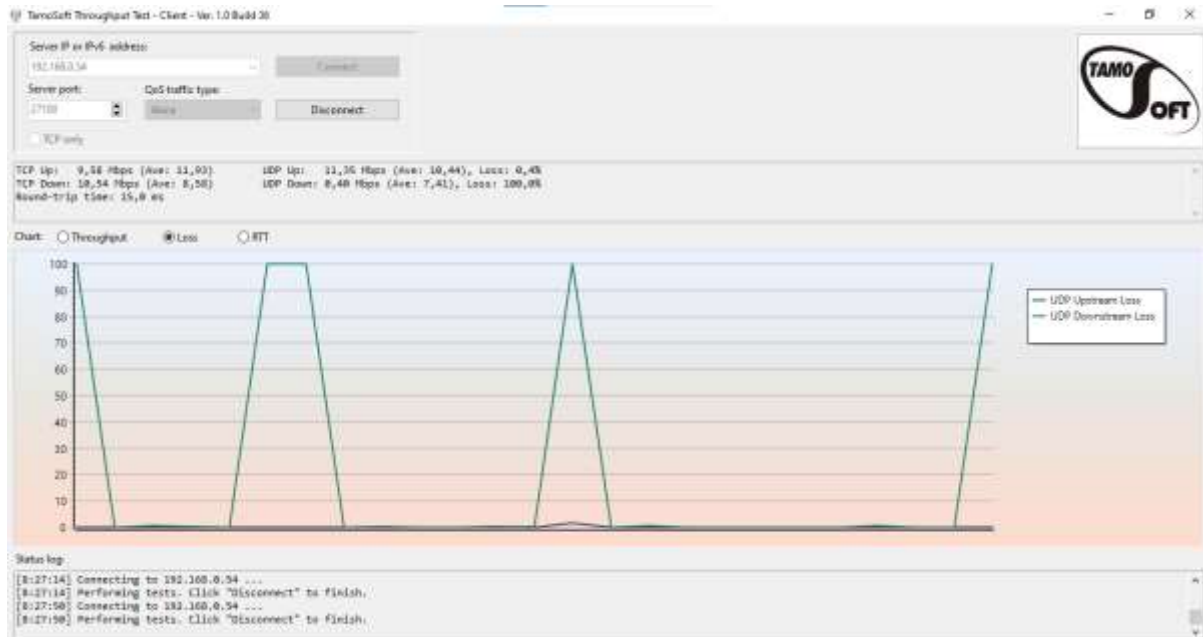 TamoSoft Throughput Test - Client - Ver. 1.0 Build 38
Server IP or IPv6 address:
192.168.0.54
Connect
Server port:
QoS traffic type:
27100
None
Disconnect
TCP only
TAMO
SOFT
TCP Up: 9,58 Mbps (Ave: 11,93)
UDP Up: 11,35 Mbps (Ave: 10,44), Loss: 0,4%
TCP Down: 10,54 Mbps (Ave: 8,58)
UDP Down: 0,40 Mbps (Ave: 7,41), Loss: 100,0%
Round-trip time: 15,0 ms
Chart:
Throughput
Loss
RTT
100
90
80
70
60
50
40
30
20
10
0
UDP Upstream Loss
UDP Downstream Loss
Status log:
[8:27:14] Connecting to 192.168.0.54 ...
[8:27:14] Performing tests. Click "Disconnect" to finish.
[8:27:50] Connecting to 192.168.0.54 ...
[8:27:50] Performing tests. Click "Disconnect" to finish.